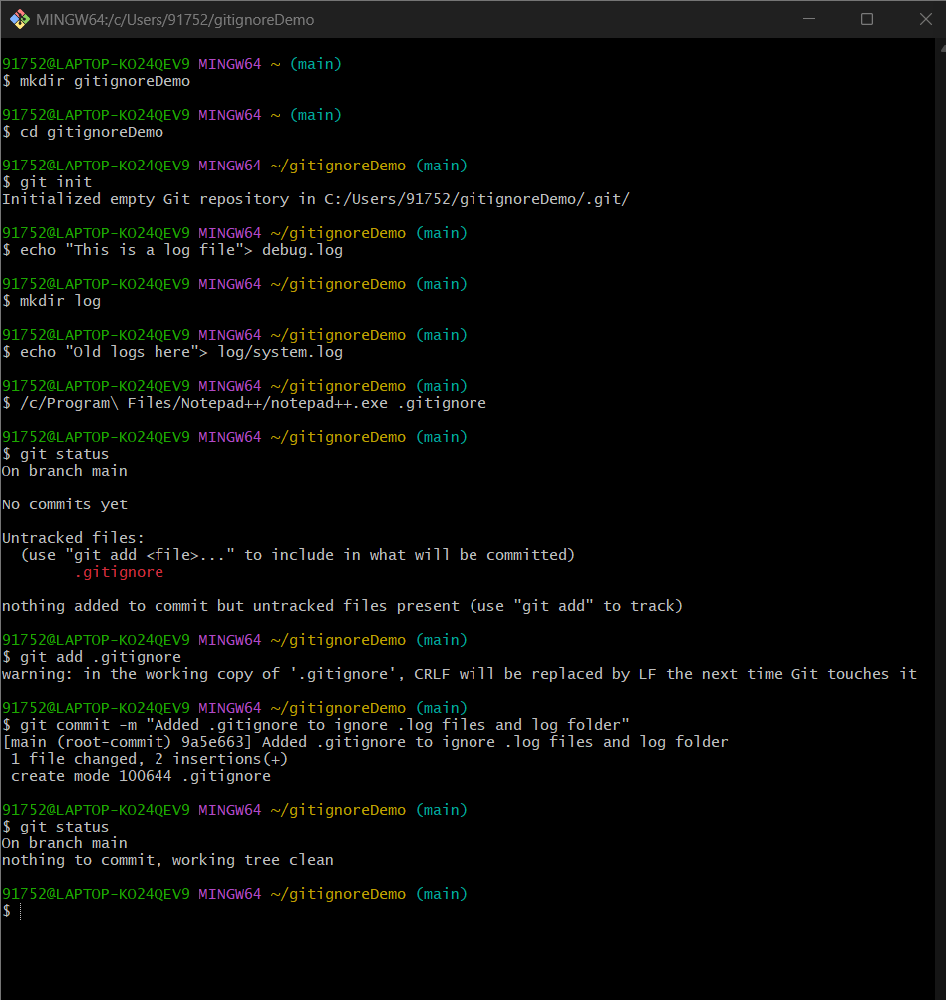 MINGW64:/c/Users/91752/gitignoreDemo
91752@LAPTOP-KO24QEV9 MINGW64 ~ (main)
$ mkdir gitignoreDemo
91752@LAPTOP-KO24QEV9 MINGW64 ~ (main)
$ cd gitignoreDemo
91752@LAPTOP-KO24QEV9 MINGW64 ~/gitignoreDemo (main)
$ git init
Initialized empty Git repository in C:/Users/91752/gitignoreDemo/.git/
91752@LAPTOP-KO24QEV9 MINGW64 ~/gitignoreDemo (main)
$ echo "This is a log file"> debug.log
91752@LAPTOP-KO24QEV9 MINGW64 ~/gitignoreDemo (main)
$ mkdir log
91752@LAPTOP-KO24QEV9 MINGW64 ~/gitignoreDemo (main)
$ echo "Old logs here"> log/system.log
91752@LAPTOP-KO24QEV9 MINGW64 ~/gitignoreDemo (main)
$ /c/Program\ Files/Notepad++/notepad++.exe .gitignore
91752@LAPTOP-KO24QEV9 MINGW64 ~/gitignoreDemo (main)
$ git status
On branch main
No commits yet
Untracked files:
  (use "git add <file>..." to include in what will be committed)
        .gitignore
nothing added to commit but untracked files present (use "git add" to track)
91752@LAPTOP-KO24QEV9 MINGW64 ~/gitignoreDemo (main)
$ git add .gitignore
warning: in the working copy of '.gitignore', CRLF will be replaced by LF the next time Git touches it
91752@LAPTOP-KO24QEV9 MINGW64 ~/gitignoreDemo (main)
$ git commit -m "Added .gitignore to ignore .log files and log folder"
[main (root-commit) 9a5e663] Added .gitignore to ignore .log files and log folder
 1 file changed, 2 insertions(+)
 create mode 100644 .gitignore
91752@LAPTOP-KO24QEV9 MINGW64 ~/gitignoreDemo (main)
$ git status
On branch main
nothing to commit, working tree clean
91752@LAPTOP-KO24QEV9 MINGW64 ~/gitignoreDemo (main)
$